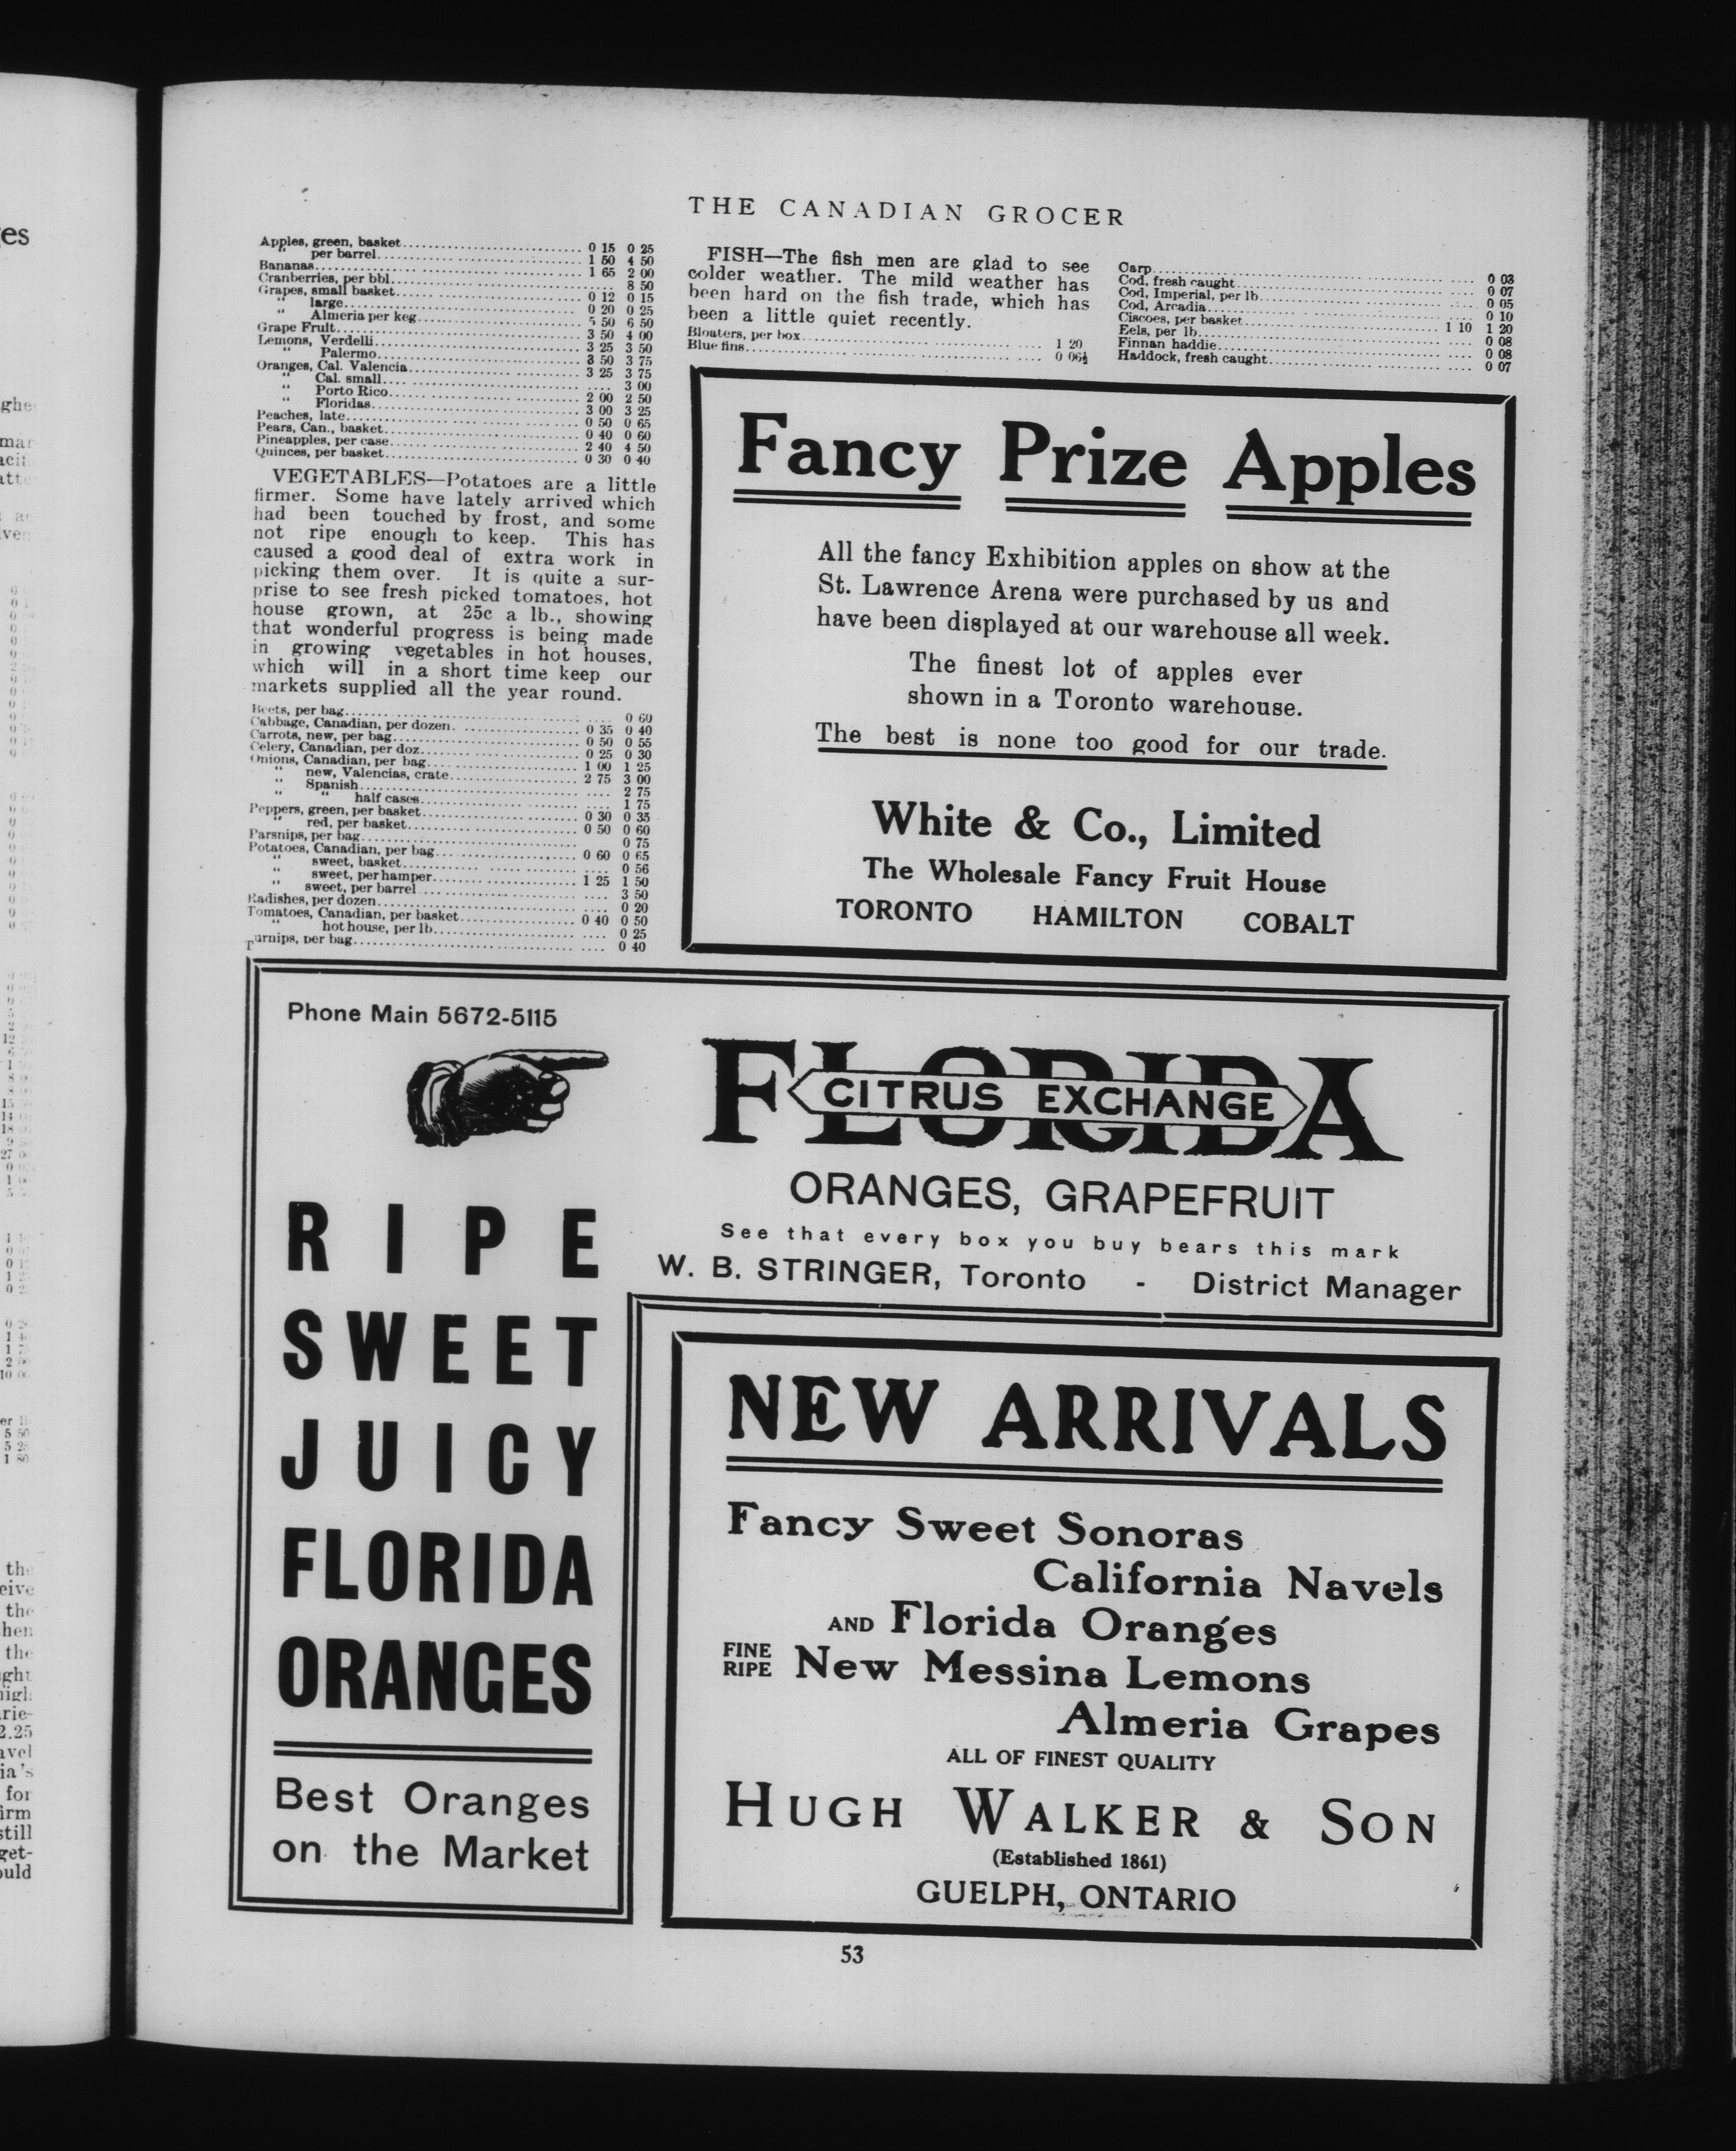 THE CANADIAN GROCER
Apples, green, basket.... 0 15 0 25
" per barrel.... 1 50 4 50
Bananas.... 1 65 2 00
Cranberries, per bbl.... 8 50
Grapes, small basket.... 0 12 0 15
" large.... 0 20 0 25
" Almeria per keg.... 5 50 6 50
Grape Fruit.... 3 50 4 00
Lemons, Verdelli.... 3 25 3 50
" Palermo.... 3 50 3 75
Oranges, Cal. Valencia.... 3 25 3 75
" Cal. small.... 3 00
" Porto Rico.... 2 00 2 50
" Floridas.... 3 00 3 25
Peaches, late.... 0 50 0 65
Pears, Can., basket.... 0 40 0 60
Pineapples, per case.... 2 40 4 50
Quinces, per basket.... 0 30 0 40
VEGETABLES—Potatoes are a little
firmer. Some have lately arrived which
had been touched by frost, and some
not ripe enough to keep. This has
caused a good deal of extra work in
picking them over. It is quite a sur-
prise to see fresh picked tomatoes, hot
house grown, at 25c a lb., showing
that wonderful progress is being made
in growing vegetables in hot houses,
which will in a short time keep our
markets supplied all the year round.
Beets, per bag.... 0 60
Cabbage, Canadian, per dozen.... 0 35 0 40
Carrots, new, per bag.... 0 50 0 55
Celery, Canadian, per doz.... 0 25 0 30
Onions, Canadian, per bag.... 1 00 1 25
" new, Valencias, crate.... 2 75 3 00
" Spanish.... 2 75
" " half cases.... 1 75
Peppers, green, per basket.... 0 30 0 35
" red, per basket.... 0 50 0 60
Parsnips, per bag.... 0 75
Potatoes, Canadian, per bag.... 0 60 0 65
" sweet, basket.... 0 56
" sweet, per hamper.... 1 25 1 50
" sweet, per barrel.... 3 50
Radishes, per dozen.... 0 20
Tomatoes, Canadian, per basket.... 0 40 0 50
" hot house, per lb.... 0 25
Turnips, per bag.... 0 40
FISH—The fish men are glad to see
colder weather. The mild weather has
been hard on the fish trade, which has
been a little quiet recently.
Bloaters, per box.... 1 20
Blue fins.... 0 06½
Carp.... 0 03
Cod, fresh caught.... 0 07
Cod, Imperial, per lb.... 0 05
Cod, Arcadia.... 0 10
Ciscoes, per basket.... 1 10 1 20
Eels, per lb.... 0 08
Finnan haddie.... 0 08
Haddock, fresh caught.... 0 07
Fancy Prize Apples
All the fancy Exhibition apples on show at the
St. Lawrence Arena were purchased by us and
have been displayed at our warehouse all week.
The finest lot of apples ever
shown in a Toronto warehouse.
The best is none too good for our trade.
White & Co., Limited
The Wholesale Fancy Fruit House
TORONTO HAMILTON COBALT
Phone Main 5672-5115
FLORIDA
CITRUS EXCHANGE
ORANGES, GRAPEFRUIT
See that every box you buy bears this mark
W. B. STRINGER, Toronto - District Manager
RIPE
SWEET
JUICY
FLORIDA
ORANGES
Best Oranges
on the Market
NEW ARRIVALS
Fancy Sweet Sonoras
California Navels
AND Florida Oranges
FINE RIPE New Messina Lemons
Almeria Grapes
ALL OF FINEST QUALITY
HUGH WALKER & SON
(Established 1861)
GUELPH, ONTARIO
53